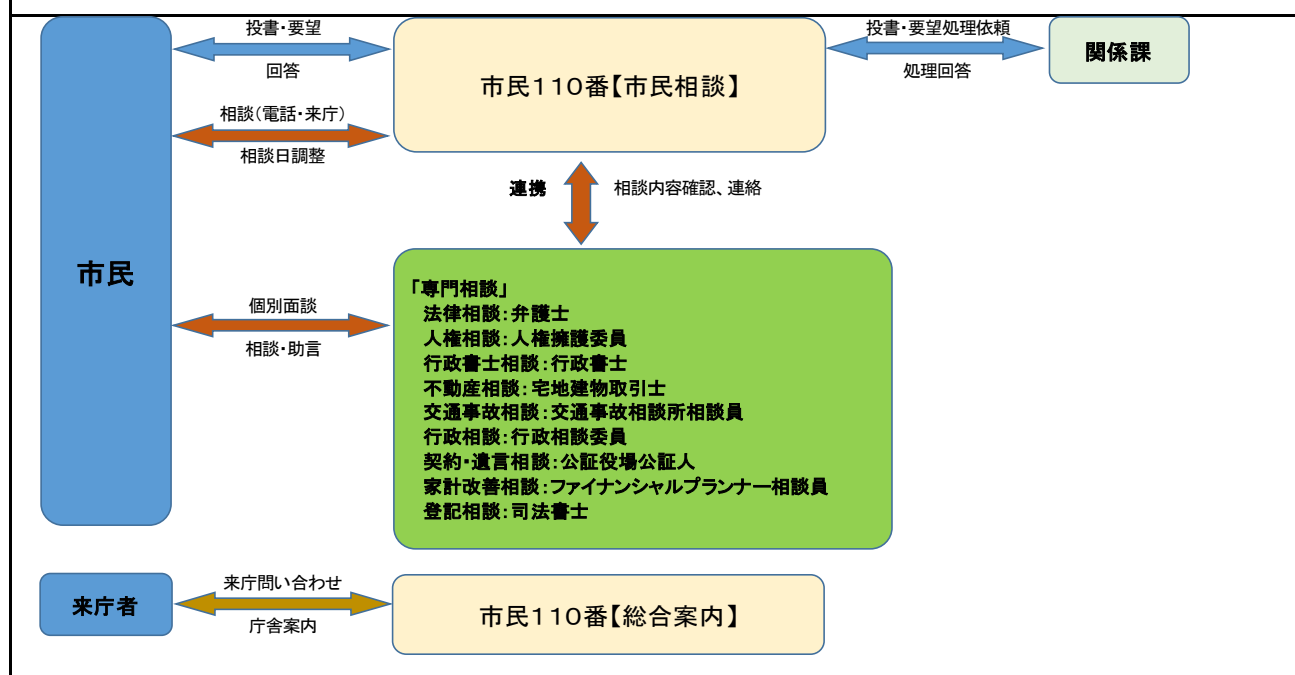 投書・要望
回答
市民110番【市民相談】
投書・要望処理依頼
処理回答
関係課
相談(電話・来庁)
相談日調整
連携
相談内容確認、連絡
市民
個別面談
相談・助言
「専門相談」
法律相談:弁護士
人権相談:人権擁護委員
行政書士相談:行政書士
不動産相談:宅地建物取引士
交通事故相談:交通事故相談所相談員
行政相談:行政相談委員
契約・遺言相談:公証役場公証人
家計改善相談:ファイナンシャルプランナー相談員
登記相談:司法書士
来庁者
来庁問い合わせ
庁舎案内
市民110番【総合案内】